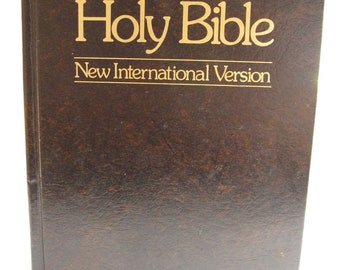 Holy Bible
New International Version